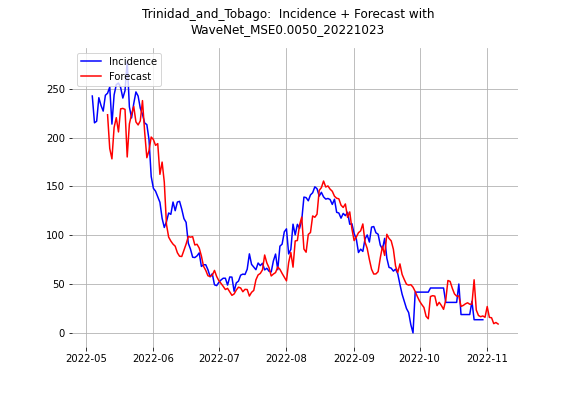 Trinidad_and_Tobago: Incidence + Forecast with
WaveNet_MSE0.0050_20221023
Incidence
Forecast
250
200
150
100
50
0
2022-05 2022-06 2022-07 2022-08 2022-09 2022-10 2022-11